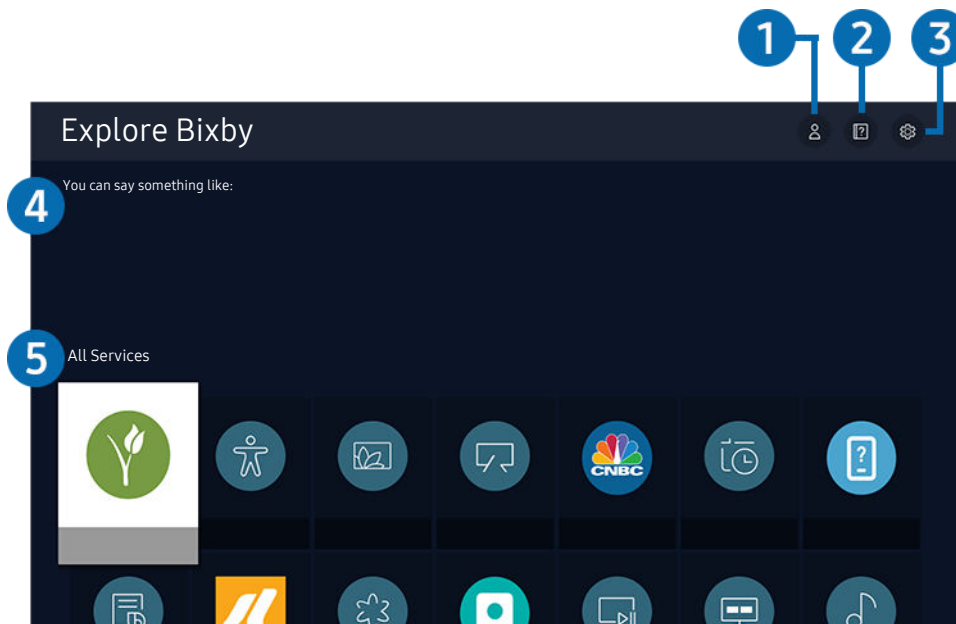 1 2 3
Explore Bixby
4
You can say something like:
5
All Services
CNBC